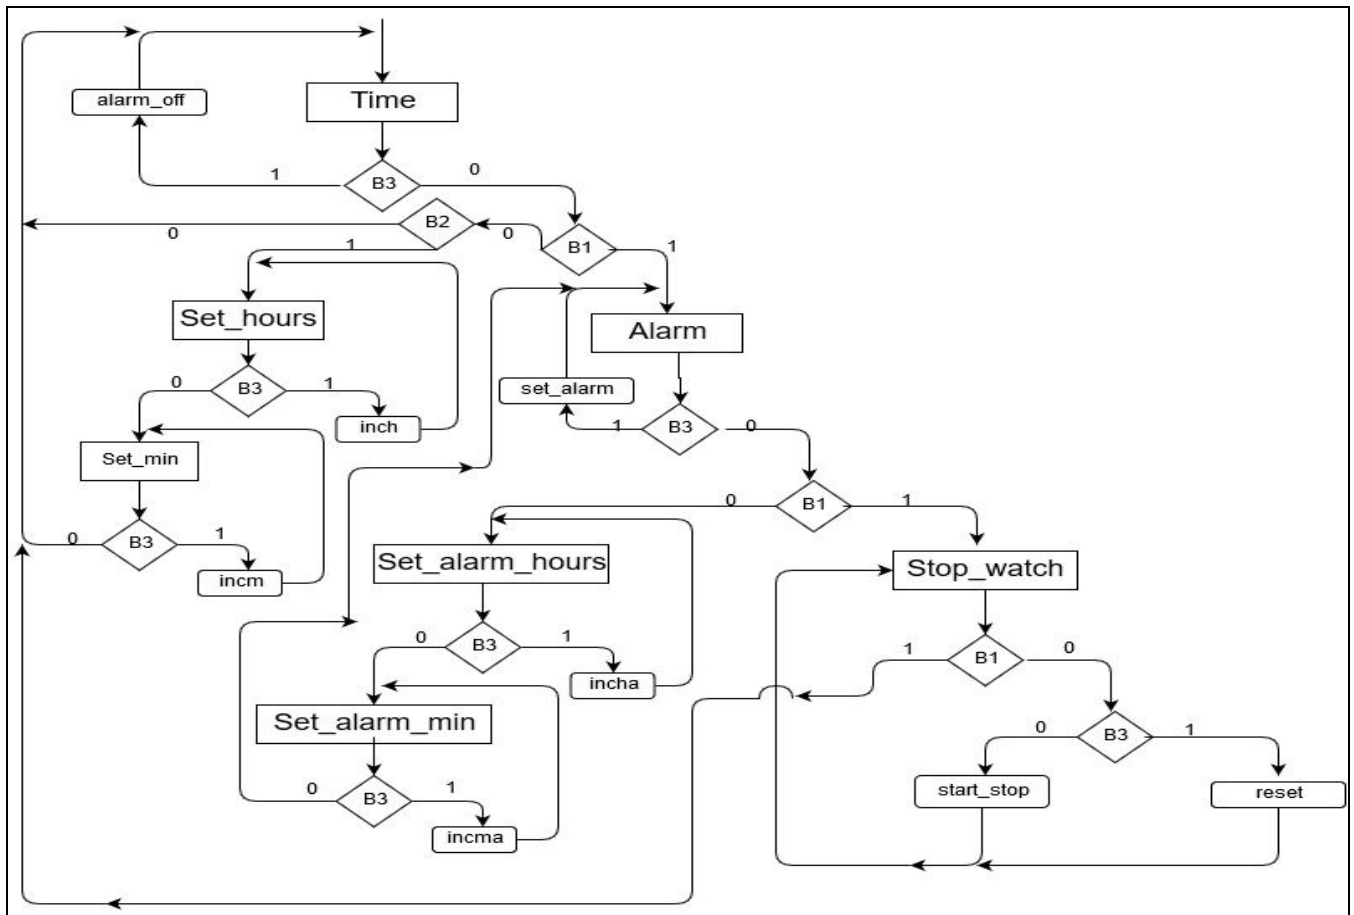 alarm_off
Time
B3
1
0
B2
B1
0
0
1
1
Set_hours
Alarm
B3
0
1
set_alarm
inch
B3
1
0
Set_min
B3
0
1
incm
B1
0
1
Set_alarm_hours
Stop_watch
B3
0
1
incha
B1
1
0
Set_alarm_min
B3
0
1
B3
0
1
incma
start_stop
reset